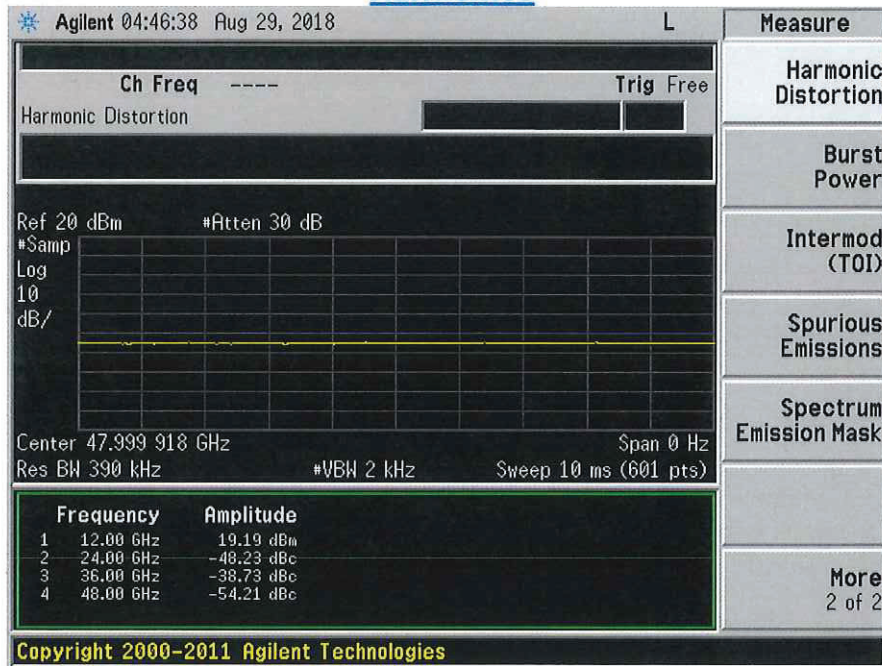 Agilent 04:46:38 Aug 29, 2018 L
Measure
Ch Freq ---- Trig Free
Harmonic Distortion
Ref 20 dBm #Atten 30 dB
#Samp
Log
10
dB/
Center 47.999 918 GHz Span 0 Hz
Res BW 390 kHz #VBW 2 kHz Sweep 10 ms (601 pts)
Frequency Amplitude
1 12.00 GHz 19.19 dBm
2 24.00 GHz -48.23 dBc
3 36.00 GHz -38.73 dBc
4 48.00 GHz -54.21 dBc
Copyright 2000-2011 Agilent Technologies
Harmonic
Distortion
Burst
Power
Intermod
(TOI)
Spurious
Emissions
Spectrum
Emission Mask
More
2 of 2